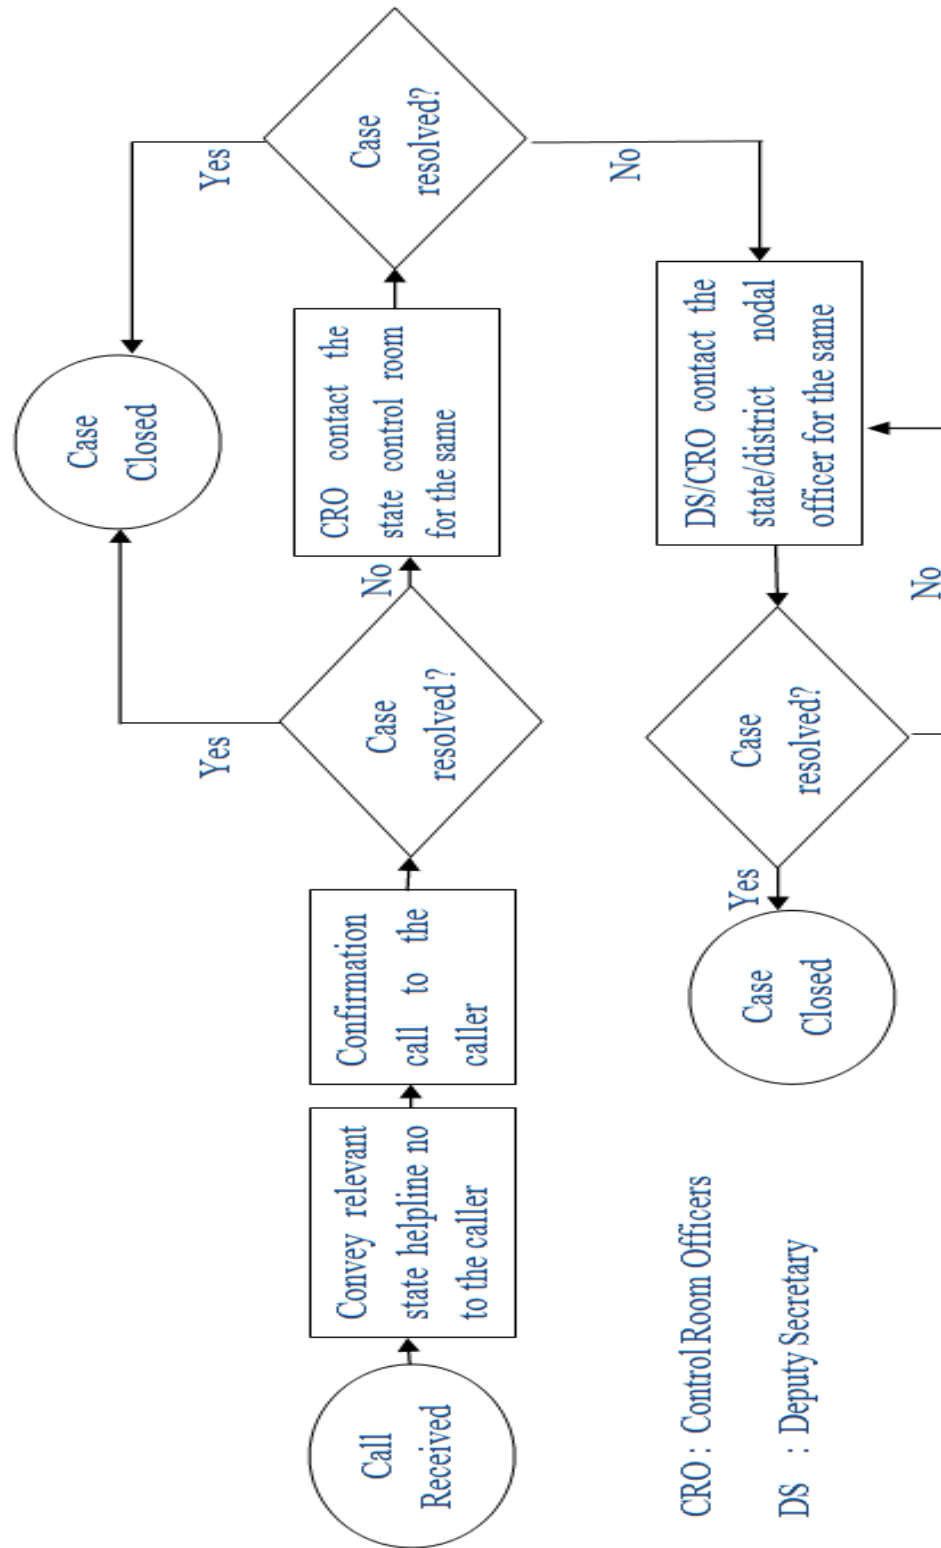 Call
Received
Convey relevant
state helpline no
to the caller
Confirmation
call to the
caller
Case
resolved?
Yes
No
Case
Closed
CRO contact the
state control room
for the same
Case
resolved?
Yes
No
DS/CRO contact the
state/district nodal
officer for the same
Case
resolved?
Yes
No
Case
Closed
CRO : Control Room Officers
DS : Deputy Secretary